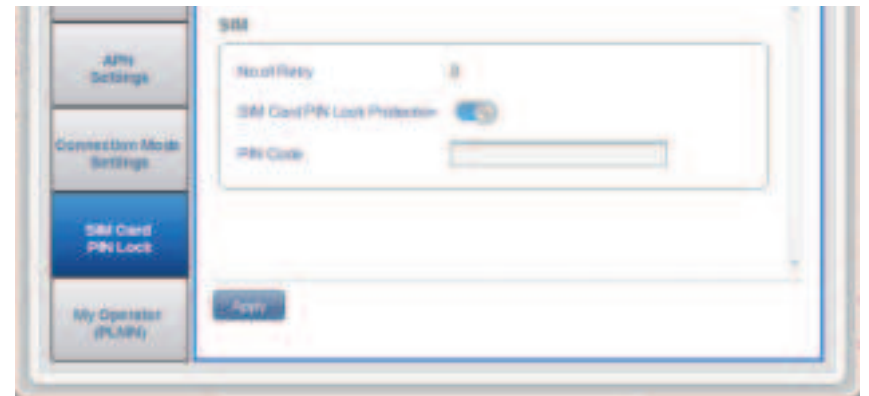 SIM
APN
Settings
No of Retry
SIM Card PIN Lock Protection
Connection Mode
Settings
PIN Code
SIM Card
PIN Lock
Apply
My Operator
(PLMN)